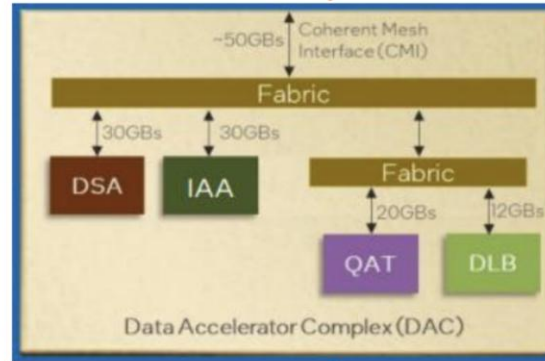 ~50GBs
Coherent Mesh
Interface (CMI)
Fabric
30GBs
30GBs
DSA
IAA
Fabric
20GBs
12GBs
QAT
DLB
Data Accelerator Complex (DAC)